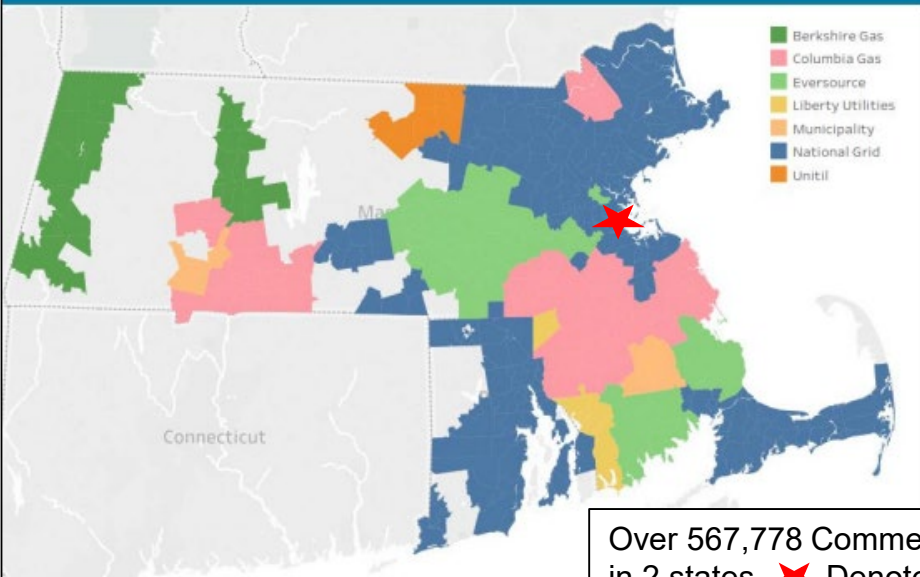 Berkshire Gas
Columbia Gas
Eversource
Liberty Utilities
Municipality
National Grid
Unitil
Ma
Connecticut
Over 567,778 Comme
in 2 states. Denote